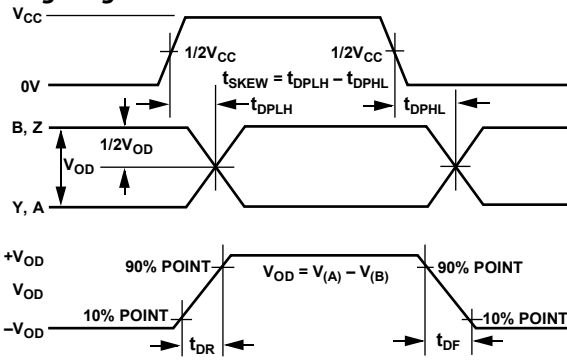 VCC
1/2VCC
1/2VCC
0V
tSKEW = tDPLH – tDPHL
tDPLH
tDPHL
B, Z
1/2VOD
VOD
Y, A
+VOD
90% POINT
VOD = V(A) – V(B)
90% POINT
VOD
10% POINT
10% POINT
–VOD
tDR
tDF